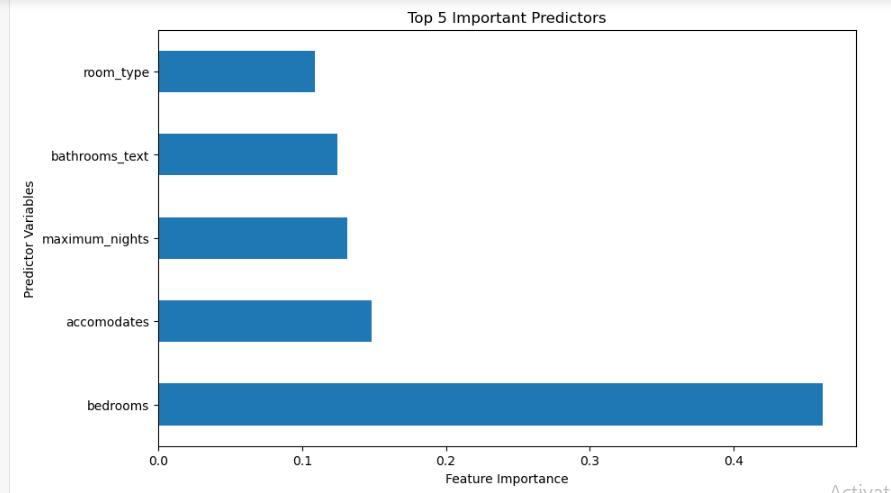 Top 5 Important Predictors
room_type
bathrooms_text
maximum_nights
accomodates
bedrooms
Predictor Variables
0.0 0.1 0.2 0.3 0.4
Feature Importance
Activat